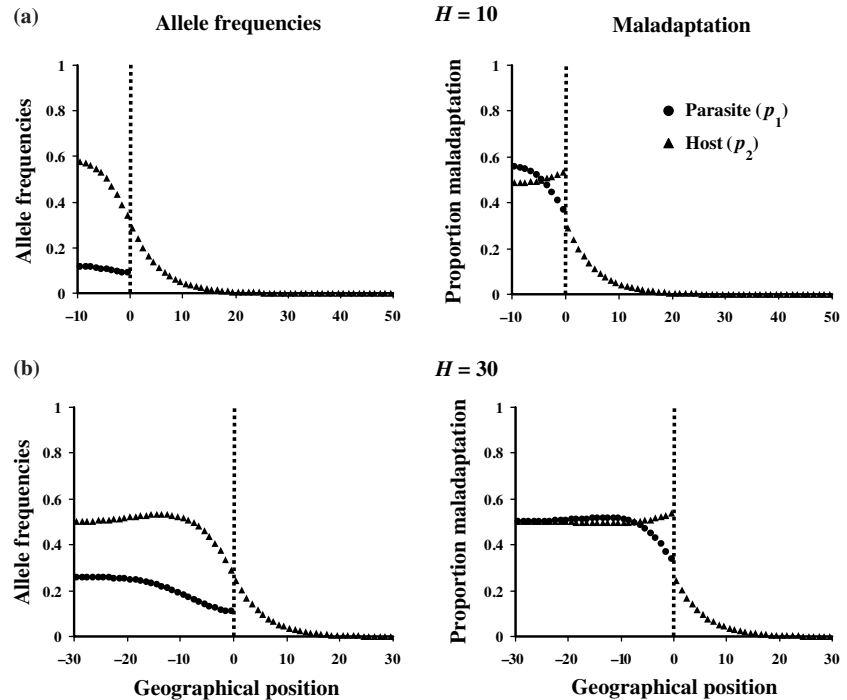 (a)
Allele frequencies
H = 10
Maladaptation
Allele frequencies
1
0.8
0.6
0.4
0.2
0
–10 0 10 20 30 40 50
Proportion maladaptation
1
0.8
0.6
0.4
0.2
0
–10 0 10 20 30 40 50
Parasite (p1)
Host (p2)
(b)
H = 30
Allele frequencies
1
0.8
0.6
0.4
0.2
0
–30 –20 –10 0 10 20 30
Geographical position
Proportion maladaptation
1
0.8
0.6
0.4
0.2
0
–30 –20 –10 0 10 20 30
Geographical position